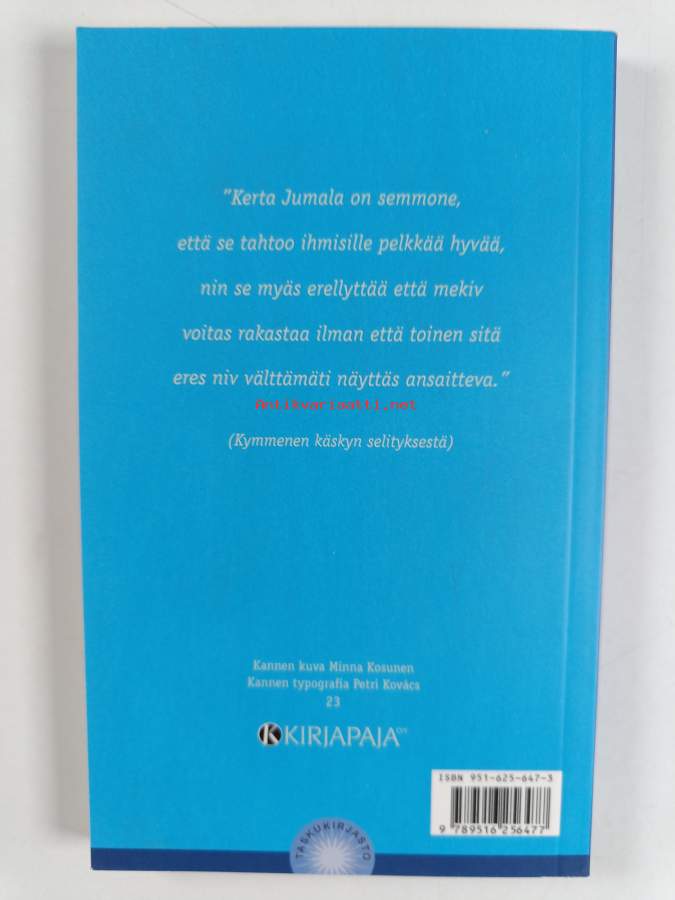 ”Kerta Jumala on semmone,
että se tahtoo ihmisille pelkkää hyvää,
nin se myäs erellyttää että mekiv
voitas rakastaa ilman että toinen sitä
eres niv välttämäti näyttäs ansaitteva.”
Antikvariaatti.net
(Kymmenen käskyn selityksestä)
Kannen kuva Minna Kosunen
Kannen typografia Petri Kovács
23
KIRJAPAJA OY
ISBN 951-625-647-3
9 789516 256477
TASKUKIRJASTO